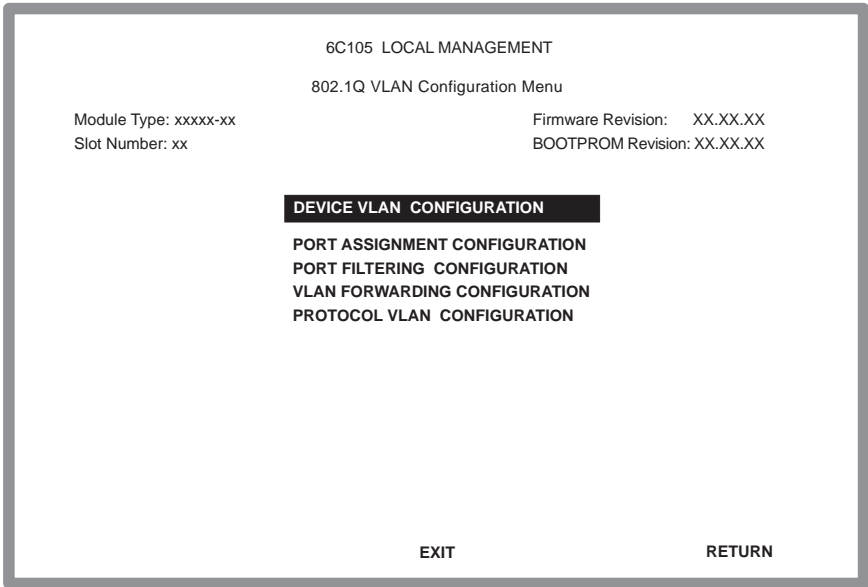 6C105 LOCAL MANAGEMENT
802.1Q VLAN Configuration Menu
Module Type: xxxxx-xx Firmware Revision: XX.XX.XX
Slot Number: xx BOOTPROM Revision: XX.XX.XX
DEVICE VLAN CONFIGURATION
PORT ASSIGNMENT CONFIGURATION
PORT FILTERING CONFIGURATION
VLAN FORWARDING CONFIGURATION
PROTOCOL VLAN CONFIGURATION
EXIT RETURN